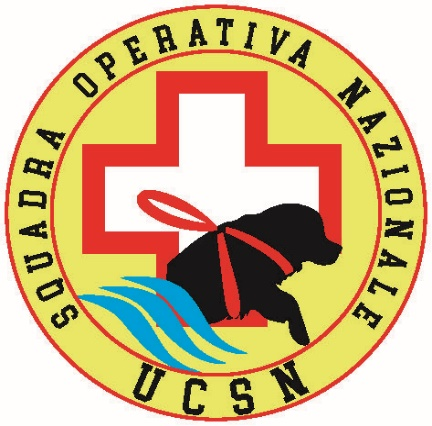 SQUADRA OPERATIVA NAZIONALE
UCSN